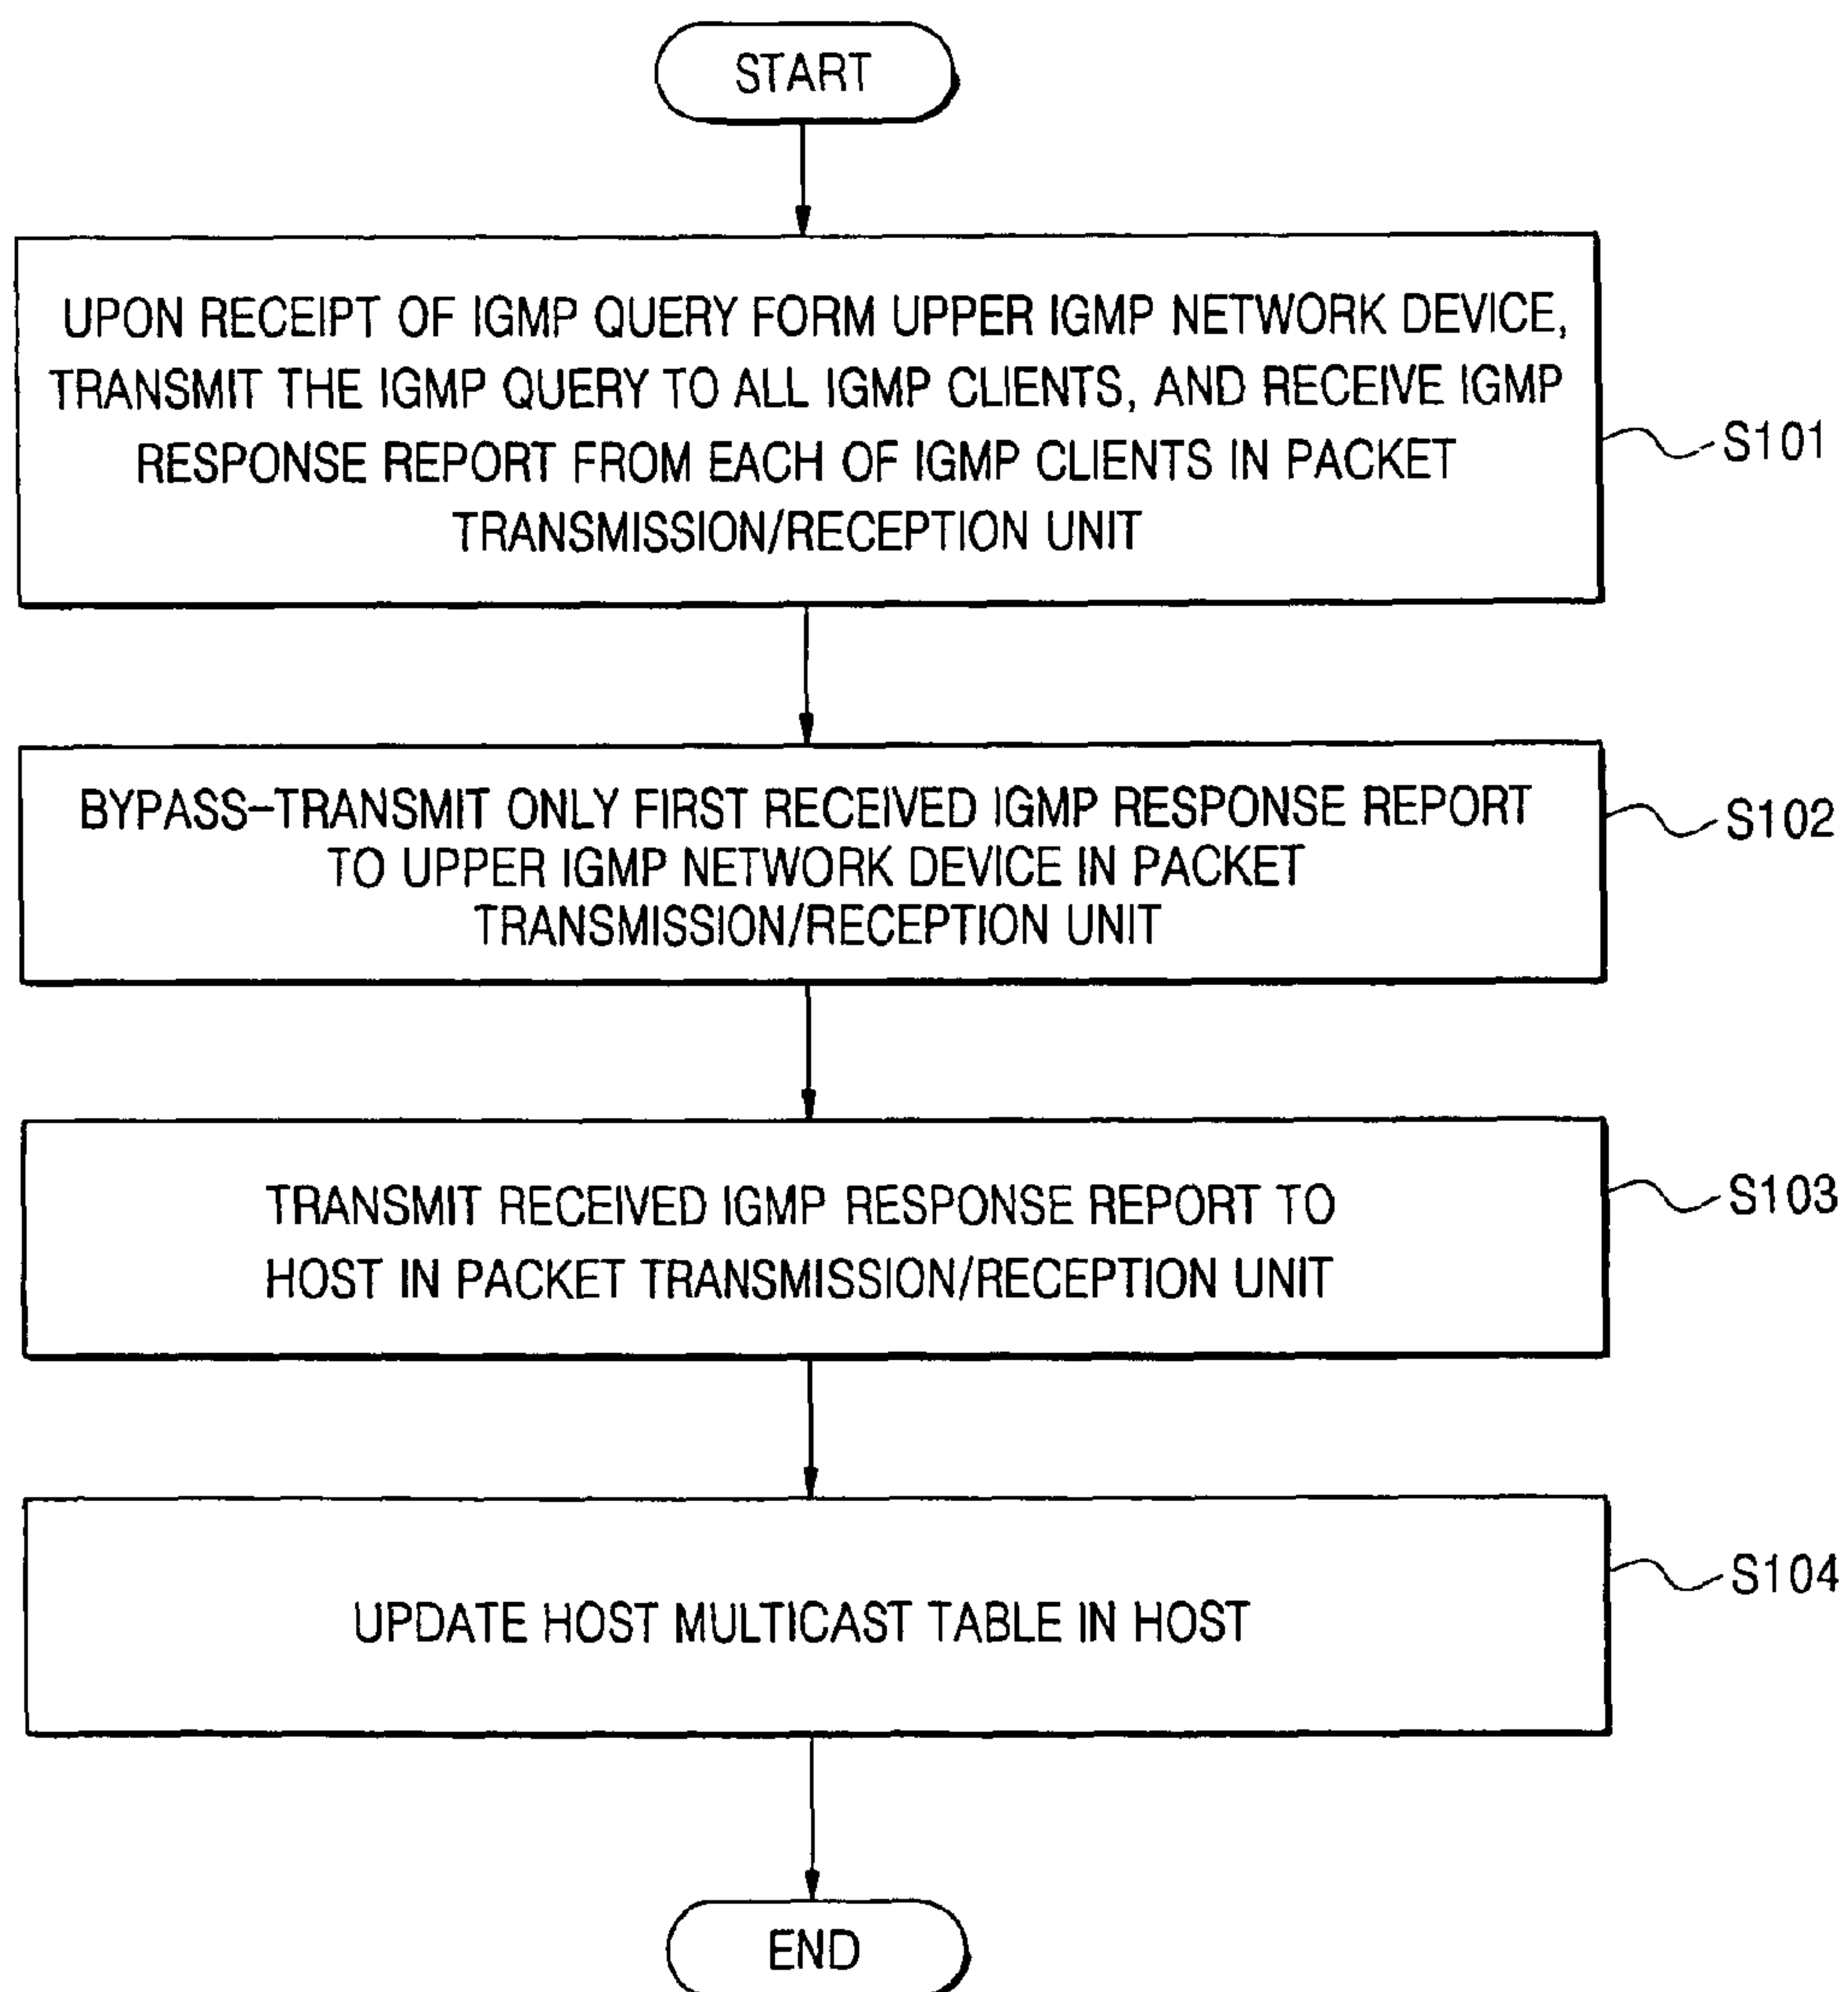 START
UPON RECEIPT OF IGMP QUERY FORM UPPER IGMP NETWORK DEVICE,
TRANSMIT THE IGMP QUERY TO ALL IGMP CLIENTS, AND RECEIVE IGMP
RESPONSE REPORT FROM EACH OF IGMP CLIENTS IN PACKET
TRANSMISSION/RECEPTION UNIT
S101
BYPASS-TRANSMIT ONLY FIRST RECEIVED IGMP RESPONSE REPORT
TO UPPER IGMP NETWORK DEVICE IN PACKET
TRANSMISSION/RECEPTION UNIT
S102
TRANSMIT RECEIVED IGMP RESPONSE REPORT TO
HOST IN PACKET TRANSMISSION/RECEPTION UNIT
S103
UPDATE HOST MULTICAST TABLE IN HOST
S104
END